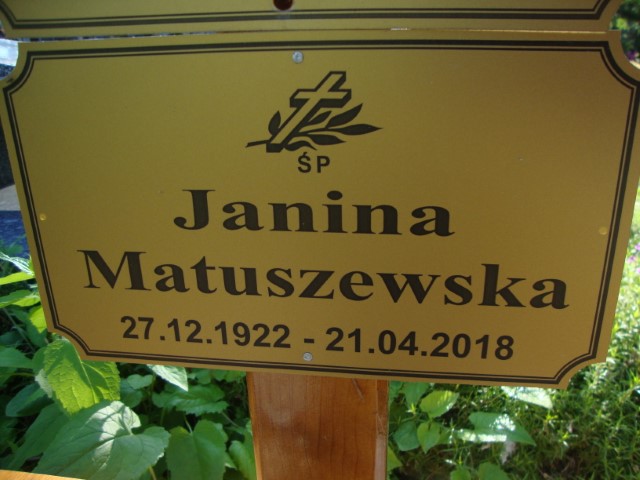 ŚP
Janina
Matuszewska
27.12.1922 - 21.04.2018